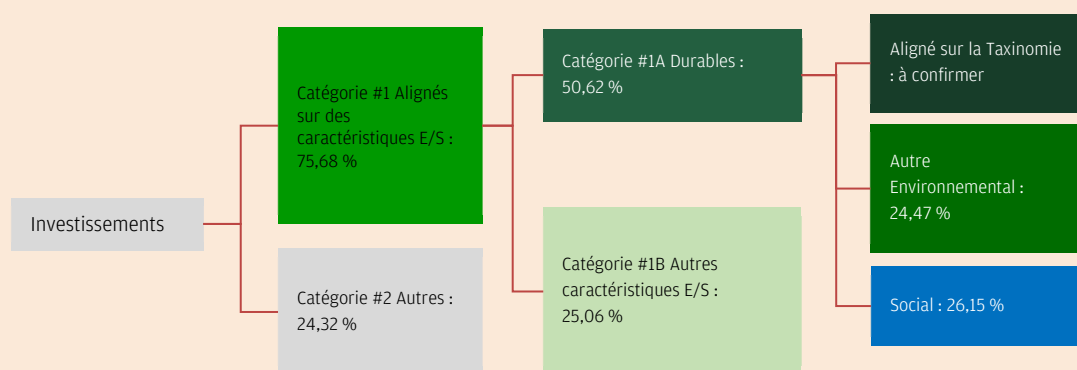 Investissements
Catégorie #1 Alignés
sur des
caractéristiques E/S :
75,68 %
Catégorie #2 Autres :
24,32 %
Catégorie #1A Durables :
50,62 %
Catégorie #1B Autres
caractéristiques E/S :
25,06 %
Aligné sur la Taxinomie
: à confirmer
Autre
Environnemental :
24,47 %
Social : 26,15 %